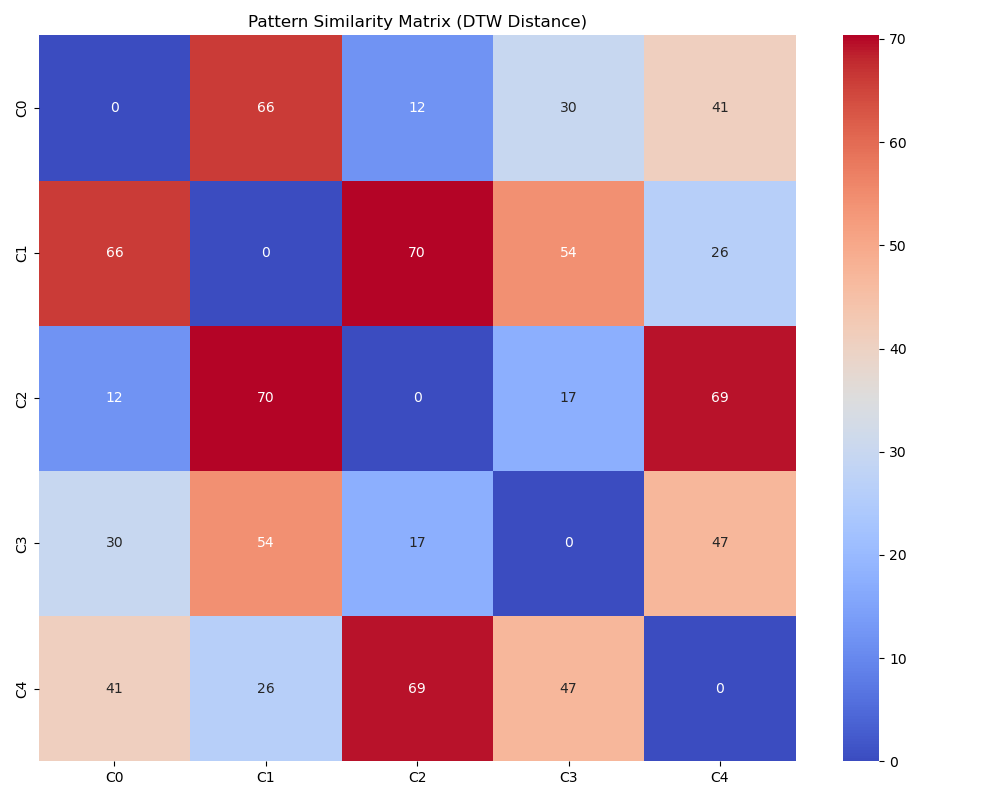 Pattern Similarity Matrix (DTW Distance)
C0 0 66 12 30 41
C1 66 0 70 54 26
C2 12 70 0 17 69
C3 30 54 17 0 47
C4 41 26 69 47 0
C0 C1 C2 C3 C4
70
60
50
40
30
20
10
0